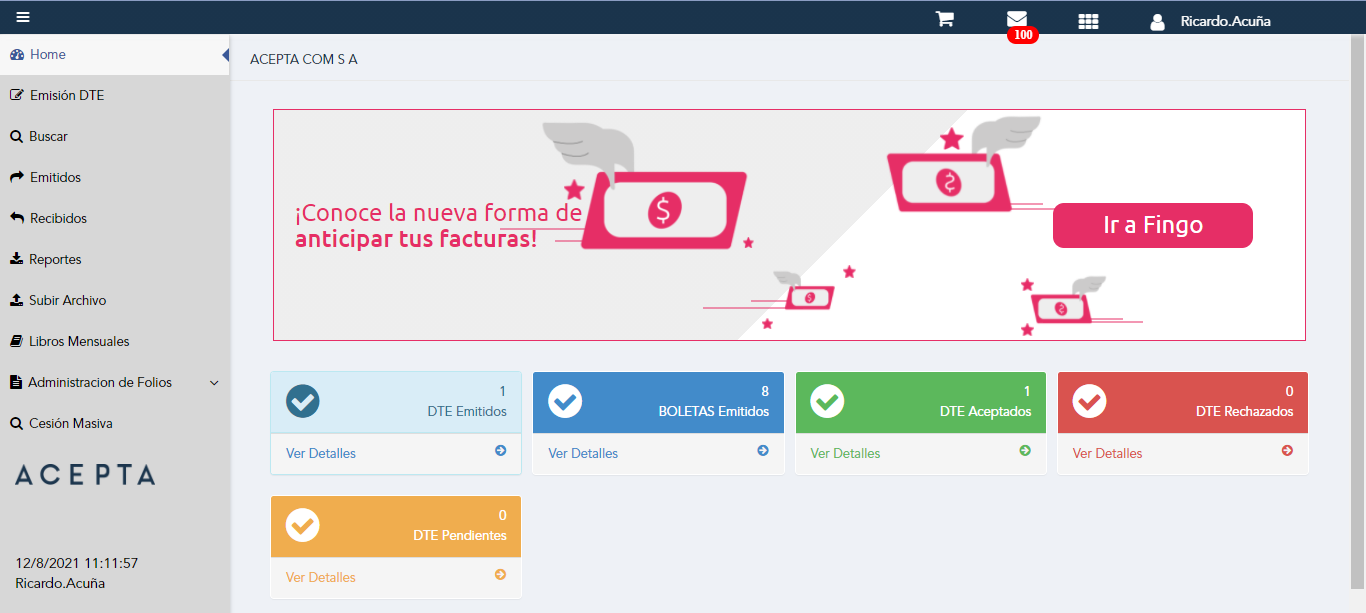 100
Ricardo.Acuña
Home
Emisión DTE
Buscar
Emitidos
Recibidos
Reportes
Subir Archivo
Libros Mensuales
Administracion de Folios
Cesión Masiva
ACEPTA
12/8/2021 11:11:57
Ricardo.Acuña
ACEPTA COM S A
¡Conoce la nueva forma de
anticipar tus facturas!
$
$
$
$
Ir a Fingo
1
DTE Emitidos
Ver Detalles
8
BOLETAS Emitidos
Ver Detalles
1
DTE Aceptados
Ver Detalles
0
DTE Rechazados
Ver Detalles
0
DTE Pendientes
Ver Detalles